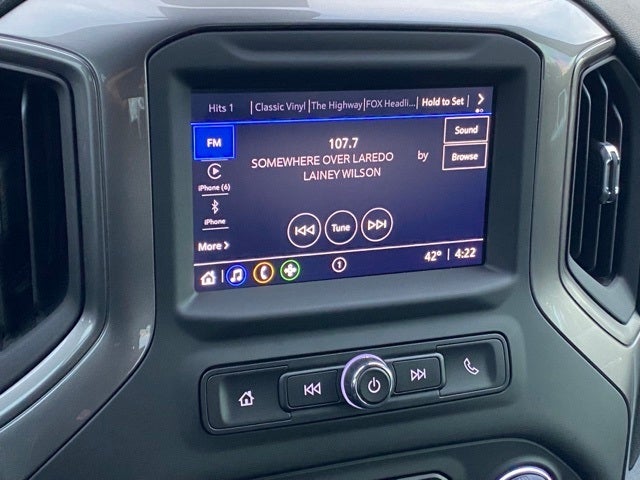 Hits 1 Classic Vinyl The Highway FOX Headli... Hold to Set
FM
107.7
Sound
SOMEWHERE OVER LAREDO by
Browse
LAINEY WILSON
iPhone (6)
iPhone
Tune
More
42° 4:22
1